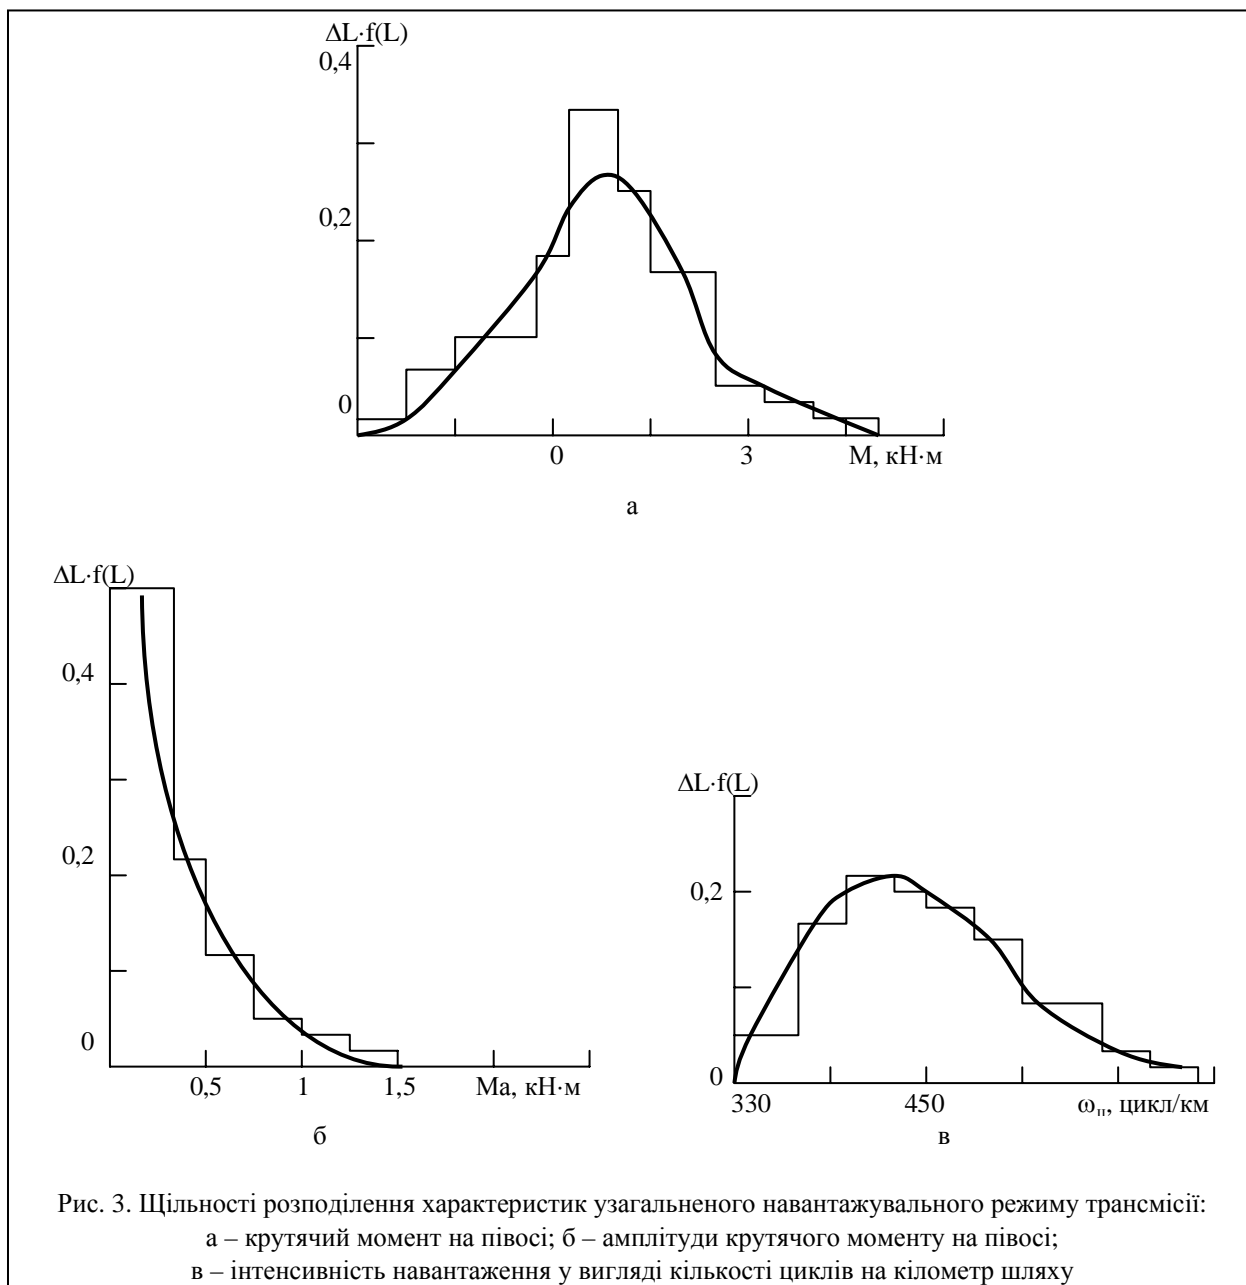 ΔL·f(L)
0,4
0,2
0
0
3
М, кН·м
а
ΔL·f(L)
0,4
0,2
0
0,5
1
1,5
Ма, кН·м
б
ΔL·f(L)
0,2
0
330
450
ωц, цикл/км
в
Рис. 3. Щільності розподілення характеристик узагальненого навантажувального режиму трансмісії:
а – крутячий момент на півосі; б – амплітуди крутячого моменту на півосі;
в – інтенсивність навантаження у вигляді кількості циклів на кілометр шляху